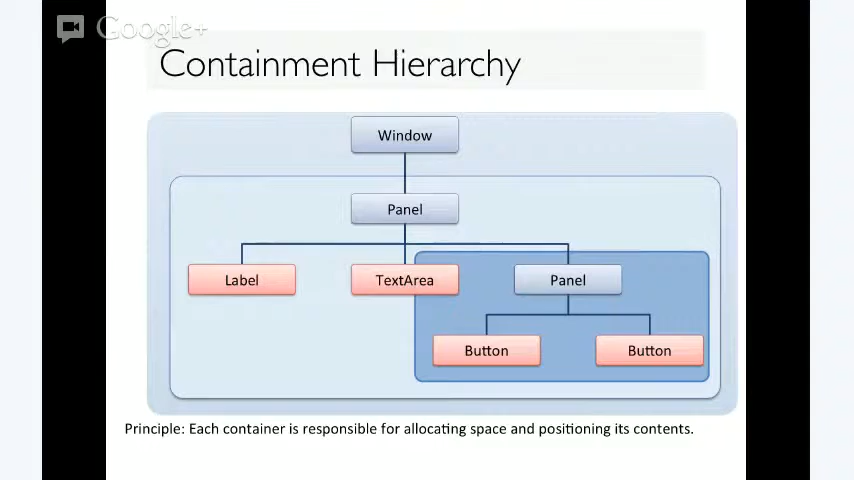 Google+
Containment Hierarchy
Window
Panel
Label
TextArea
Panel
Button
Button
Principle: Each container is responsible for allocating space and positioning its contents.